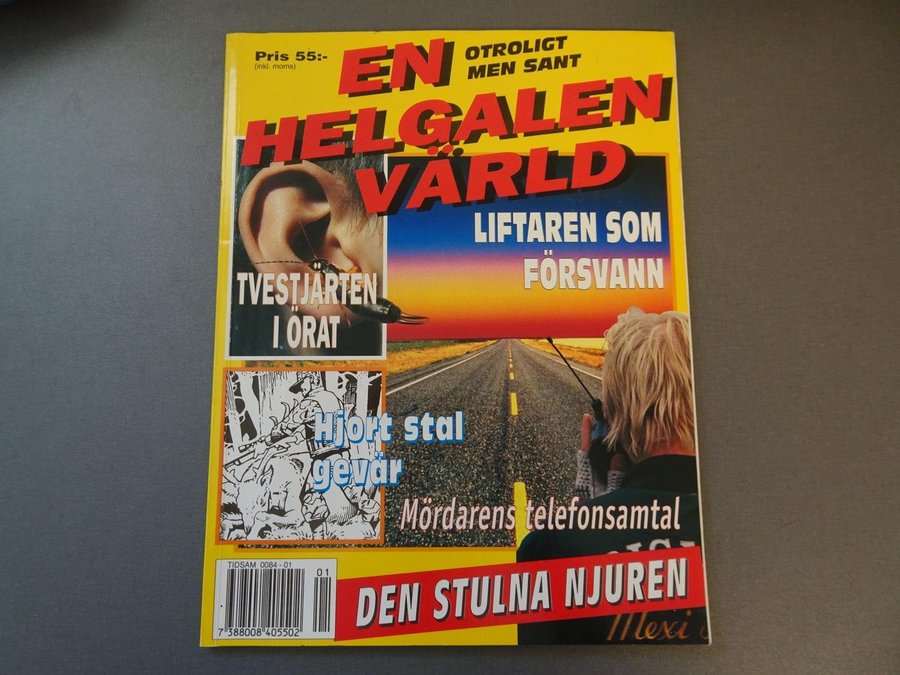 Pris 55:-
(inkl. moms)
EN
OTROLIGT
MEN SANT
HELGALEN
VÄRLD
LIFTAREN SOM
FÖRSVANN
TVESTJÄRTEN
I ÖRAT
Hjort stal
gevär
Mördarens telefonsamtal
TIDSAM 0084-01
01
7 388008 405502
DEN STULNA NJUREN
Mexi